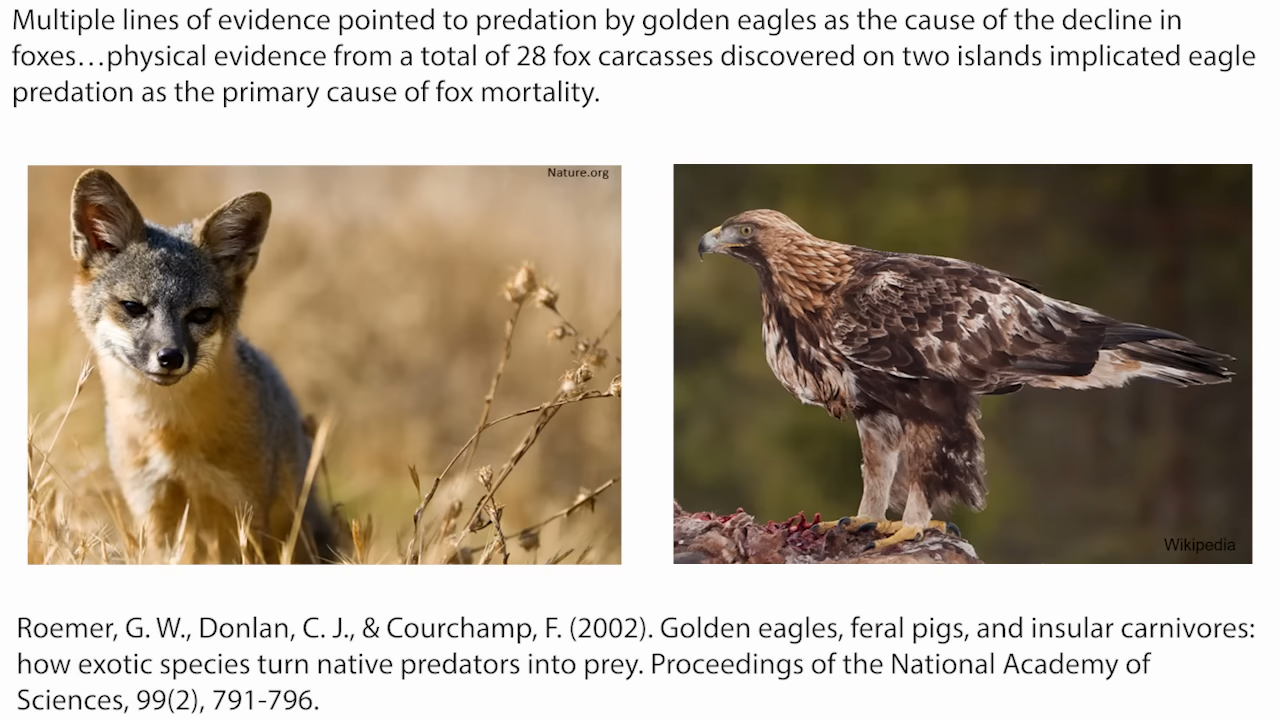 Multiple lines of evidence pointed to predation by golden eagles as the cause of the decline in
foxes…physical evidence from a total of 28 fox carcasses discovered on two islands implicated eagle
predation as the primary cause of fox mortality.
Nature.org
Wikipedia
Roemer, G. W., Donlan, C. J., & Courchamp, F. (2002). Golden eagles, feral pigs, and insular carnivores:
how exotic species turn native predators into prey. Proceedings of the National Academy of
Sciences, 99(2), 791-796.